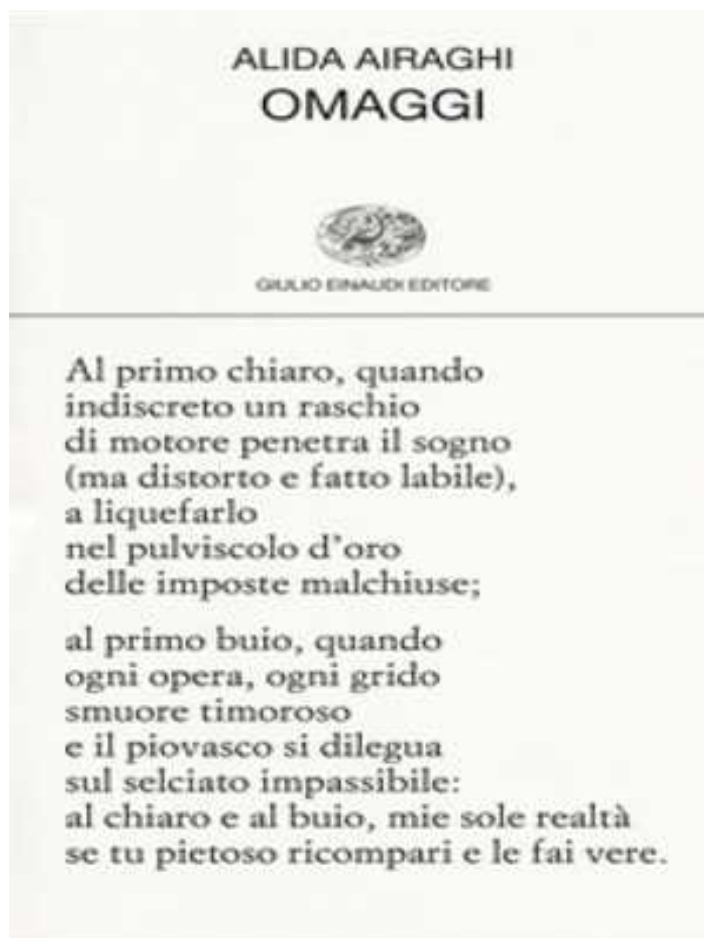 ALIDA AIRAGHI
OMAGGI
GIULIO EINAUDI EDITORE
Al primo chiaro, quando
indiscreto un raschio
di motore penetra il sogno
(ma distorto e fatto labile),
a liquefarlo
nel pulviscolo d'oro
delle imposte malchiuse;
al primo buio, quando
ogni opera, ogni grido
smuore timoroso
e il piovasco si dilegua
sul selciato impassibile:
al chiaro e al buio, mie sole realtà
se tu pietoso ricompari e le fai vere.